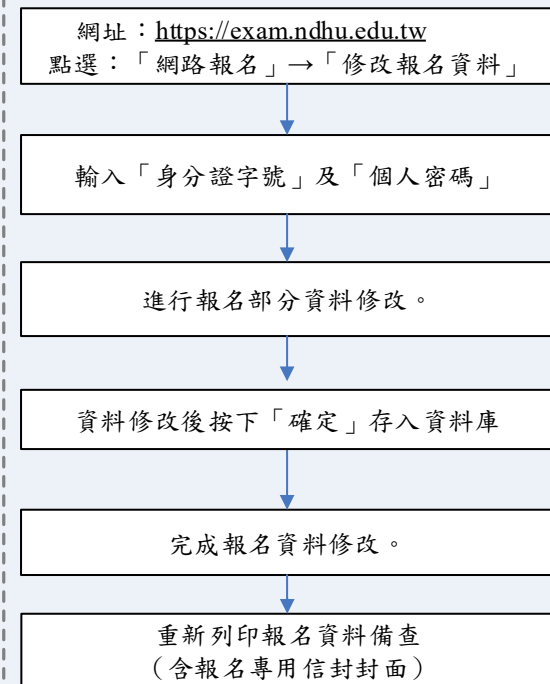 網址：https://exam.ndhu.edu.tw
點選：「網路報名」→「修改報名資料」
輸入「身分證字號」及「個人密碼」
進行報名部分資料修改。
資料修改後按下「確定」存入資料庫
完成報名資料修改。
重新列印報名資料備查
（含報名專用信封封面）